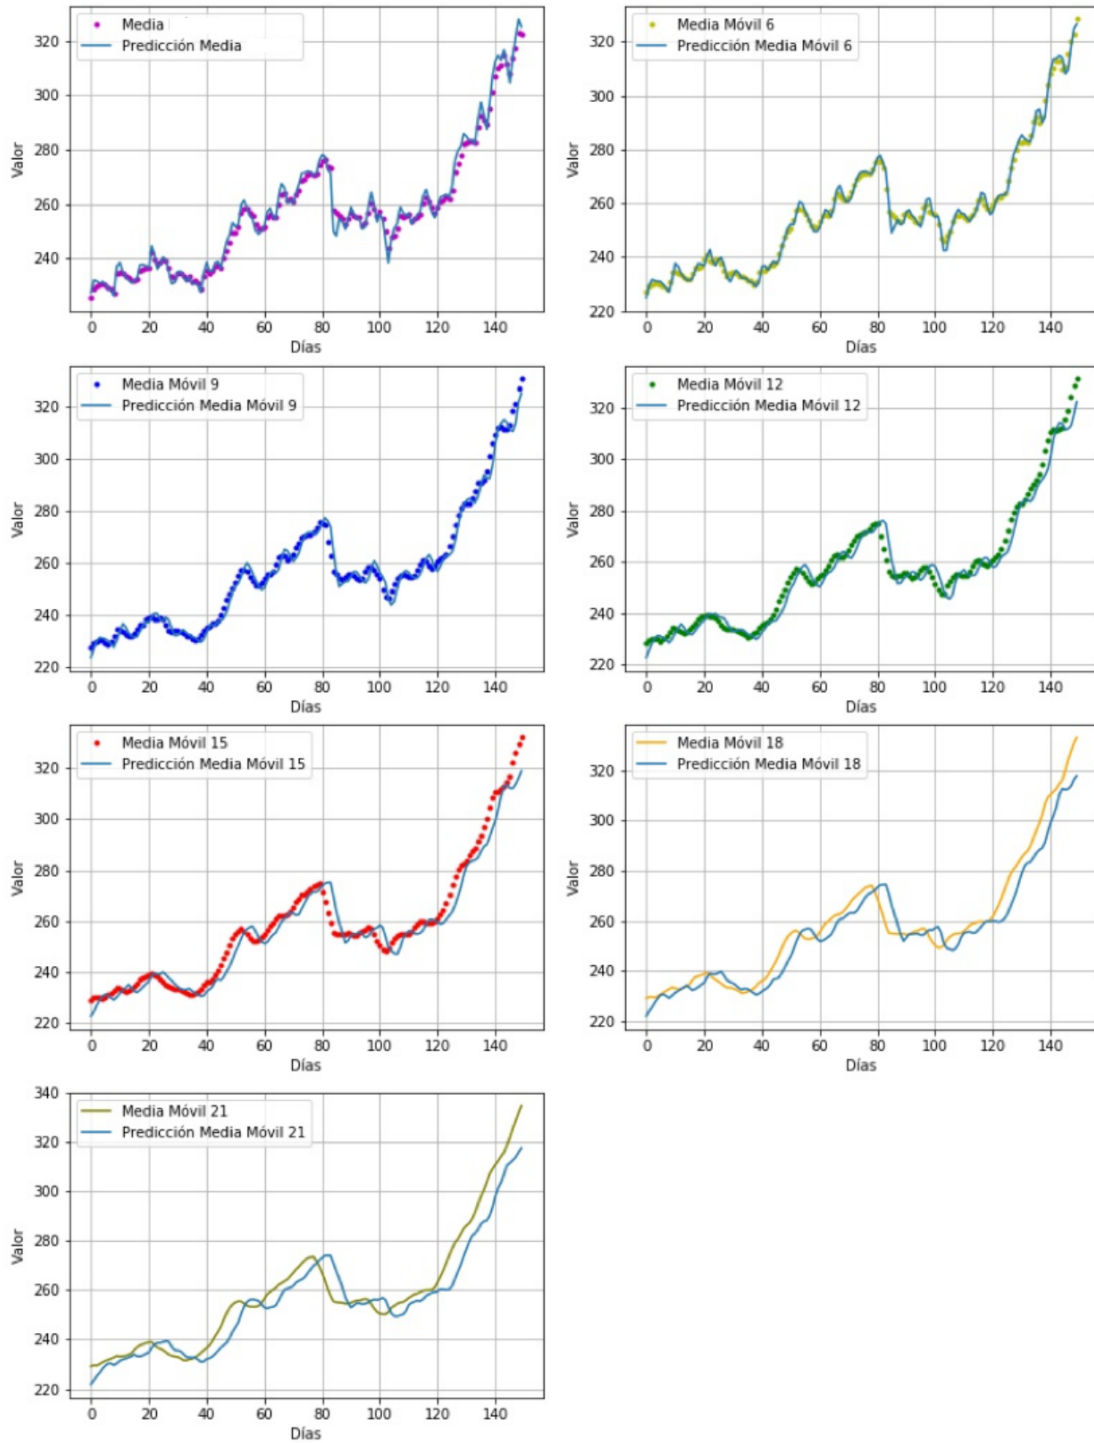 Media
Predicción Media
Valor
320
300
280
260
240
0 20 40 60 80 100 120 140
Días
Media Móvil 6
Predicción Media Móvil 6
Valor
320
300
280
260
240
220
0 20 40 60 80 100 120 140
Días
Media Móvil 9
Predicción Media Móvil 9
Valor
320
300
280
260
240
220
0 20 40 60 80 100 120 140
Días
Media Móvil 12
Predicción Media Móvil 12
Valor
320
300
280
260
240
220
0 20 40 60 80 100 120 140
Días
Media Móvil 15
Predicción Media Móvil 15
Valor
320
300
280
260
240
220
0 20 40 60 80 100 120 140
Días
Media Móvil 18
Predicción Media Móvil 18
Valor
320
300
280
260
240
220
0 20 40 60 80 100 120 140
Días
Media Móvil 21
Predicción Media Móvil 21
Valor
340
320
300
280
260
240
220
0 20 40 60 80 100 120 140
Días